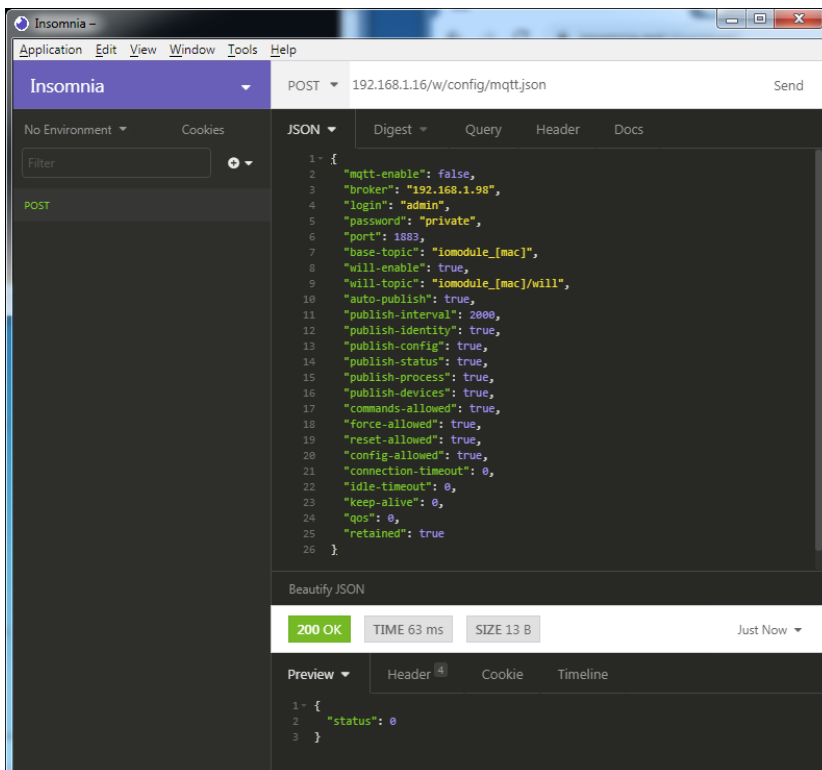 Insomnia –
Application Edit View Window Tools Help
Insomnia
POST 192.168.1.16/w/config/mqtt.json Send
No Environment Cookies
JSON Digest Query Header Docs
Filter
POST
1 {
2 "mqtt-enable": false,
3 "broker": "192.168.1.98",
4 "login": "admin",
5 "password": "private",
6 "port": 1883,
7 "base-topic": "iomodule_[mac]",
8 "will-enable": true,
9 "will-topic": "iomodule_[mac]/will",
10 "auto-publish": true,
11 "publish-interval": 2000,
12 "publish-identity": true,
13 "publish-config": true,
14 "publish-status": true,
15 "publish-process": true,
16 "publish-devices": true,
17 "commands-allowed": true,
18 "force-allowed": true,
19 "reset-allowed": true,
20 "config-allowed": true,
21 "connection-timeout": 0,
22 "idle-timeout": 0,
23 "keep-alive": 0,
24 "qos": 0,
25 "retained": true
26 }
Beautify JSON
200 OK TIME 63 ms SIZE 13 B Just Now
Preview Header 4 Cookie Timeline
1 {
2 "status": 0
3 }